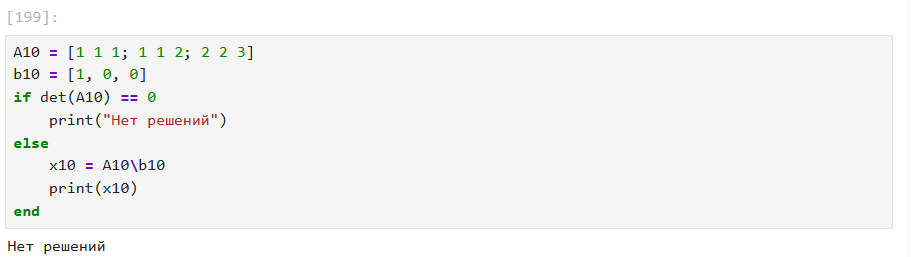 [199]:
A10 = [1 1 1; 1 1 2; 2 2 3]
b10 = [1, 0, 0]
if det(A10) == 0
    print("Нет решений")
else
    x10 = A10\b10
    print(x10)
end
Нет решений